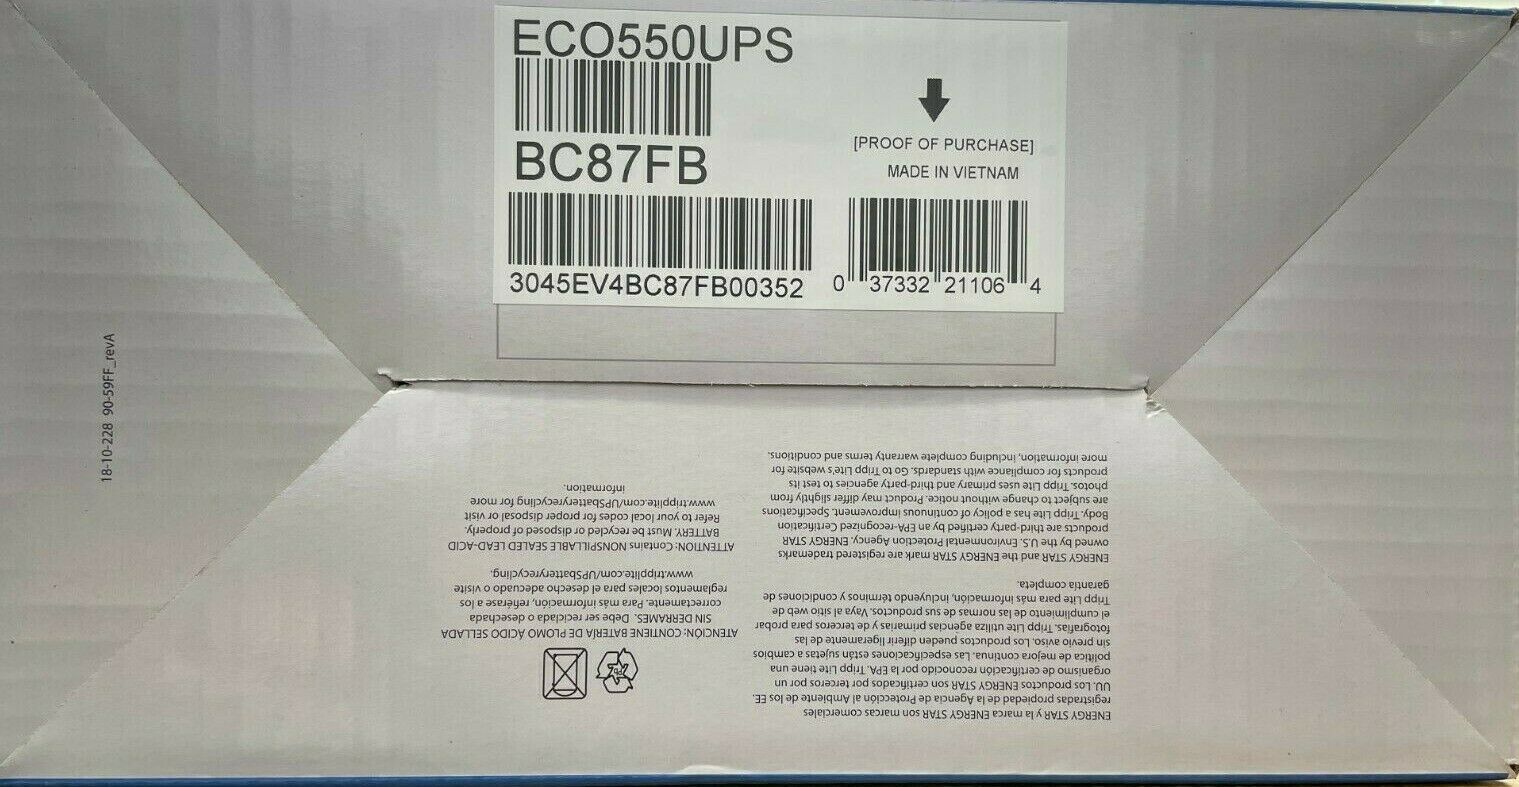 ECO550UPS
BC87FB
3045EV4BC87FB00352
[PROOF OF PURCHASE]
MADE IN VIETNAM
0 37332 21106 4
18-10-228 90-59FF_revA
ENERGY STAR y la marca ENERGY STAR son marcas comerciales
registradas propiedad de la Agencia de Protección al Ambiente de los EE.
UU. Los productos ENERGY STAR son certificados por terceros por un
organismo de certificación reconocido por la EPA. Tripp Lite tiene una
política de mejora continua. Las especificaciones están sujetas a cambios
sin previo aviso. Los productos pueden diferir ligeramente de las
fotografías. Tripp Lite utiliza agencias primarias y de terceros para probar
el cumplimiento de las normas de sus productos. Vaya al sitio web de
Tripp Lite para más información, incluyendo términos y condiciones de
garantía completa.
ENERGY STAR and the ENERGY STAR mark are registered trademarks
owned by the U.S. Environmental Protection Agency. ENERGY STAR
products are third-party certified by an EPA-recognized Certification
Body. Tripp Lite has a policy of continuous improvement. Specifications
are subject to change without notice. Product may differ slightly from
photos. Tripp Lite uses primary and third-party agencies to test its
products for compliance with standards. Go to Tripp Lite's website for
more information, including complete warranty terms and conditions.
Pb
ATENCIÓN: CONTIENE BATERÍA DE PLOMO ÁCIDO SELLADA
SIN DERRAMES. Debe ser reciclada o desechada
correctamente. Para más información, refiérase a los
reglamentos locales para el desecho adecuado o visite
www.tripplite.com/UPSbatteryrecycling.
ATTENTION: Contains NONSPILLABLE SEALED LEAD-ACID
BATTERY. Must be recycled or disposed of properly.
Refer to your local codes for proper disposal or visit
www.tripplite.com/UPSbatteryrecycling for more
information.